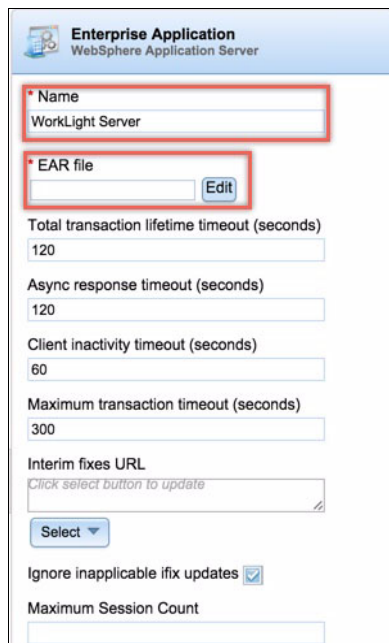 Enterprise Application
WebSphere Application Server
* Name
WorkLight Server
* EAR file
Edit
Total transaction lifetime timeout (seconds)
120
Async response timeout (seconds)
120
Client inactivity timeout (seconds)
60
Maximum transaction timeout (seconds)
300
Interim fixes URL
Click select button to update
Select
Ignore inapplicable ifix updates
Maximum Session Count